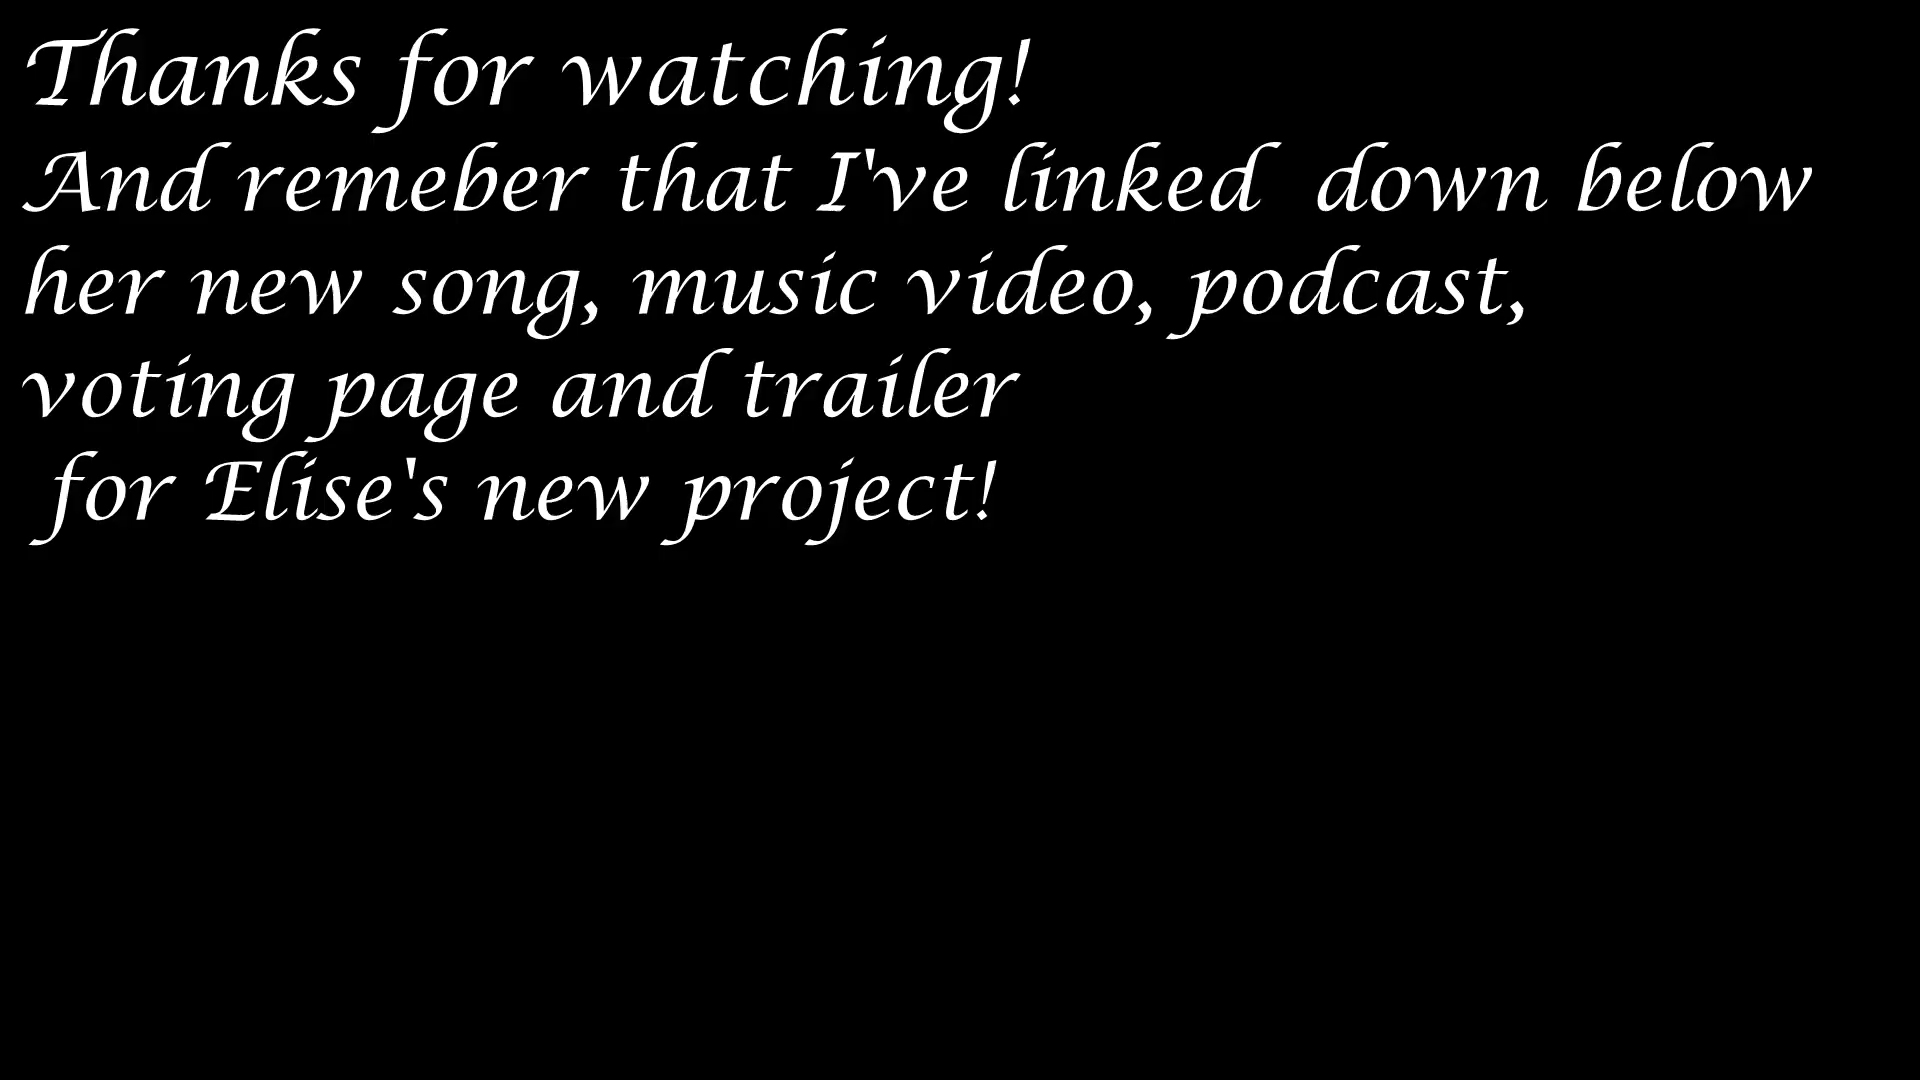 Thanks for watching!
And remeber that I've linked  down below
her new song, music video, podcast,
voting page and trailer
for Elise's new project!